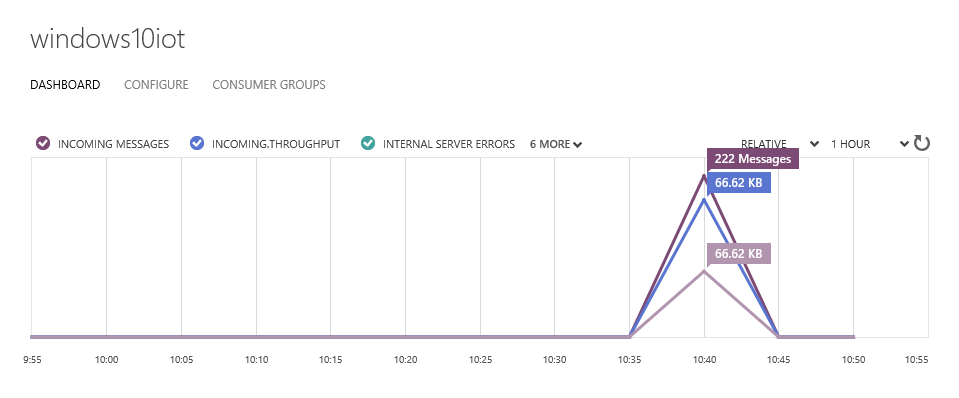 windows10iot
DASHBOARD CONFIGURE CONSUMER GROUPS
INCOMING MESSAGES INCOMING.THROUGHPUT INTERNAL SERVER ERRORS 6 MORE RELATIVE 1 HOUR
222 Messages
66.62 KB
66.62 KB
9:55 10:00 10:05 10:10 10:15 10:20 10:25 10:30 10:35 10:40 10:45 10:50 10:55